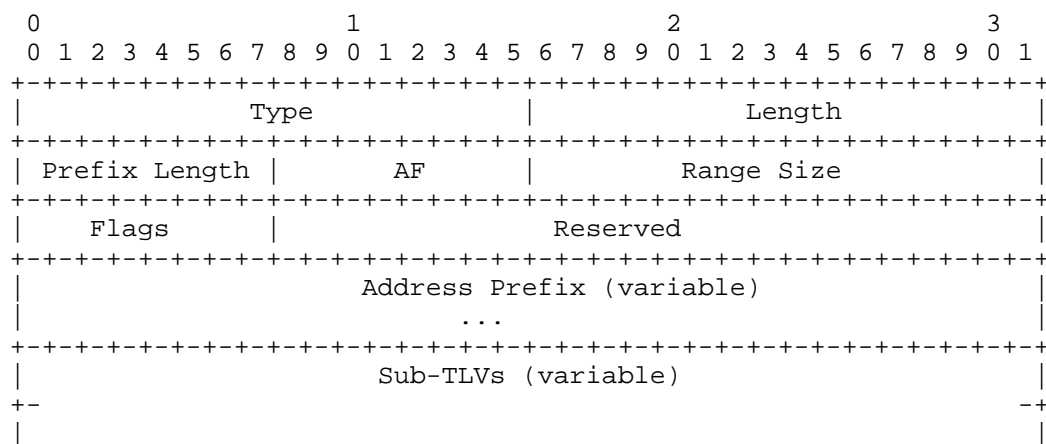 0                   1                   2                   3
 0 1 2 3 4 5 6 7 8 9 0 1 2 3 4 5 6 7 8 9 0 1 2 3 4 5 6 7 8 9 0 1
+-+-+-+-+-+-+-+-+-+-+-+-+-+-+-+-+-+-+-+-+-+-+-+-+-+-+-+-+-+-+-+-+
|              Type             |             Length            |
+-+-+-+-+-+-+-+-+-+-+-+-+-+-+-+-+-+-+-+-+-+-+-+-+-+-+-+-+-+-+-+-+
| Prefix Length |       AF      |         Range Size            |
+-+-+-+-+-+-+-+-+-+-+-+-+-+-+-+-+-+-+-+-+-+-+-+-+-+-+-+-+-+-+-+-+
|    Flags      |                 Reserved                      |
+-+-+-+-+-+-+-+-+-+-+-+-+-+-+-+-+-+-+-+-+-+-+-+-+-+-+-+-+-+-+-+-+
|                     Address Prefix (variable)                 |
|                           ...                                 |
+-+-+-+-+-+-+-+-+-+-+-+-+-+-+-+-+-+-+-+-+-+-+-+-+-+-+-+-+-+-+-+-+
|                      Sub-TLVs (variable)                      |
+-                                                             -+
|                                                               |